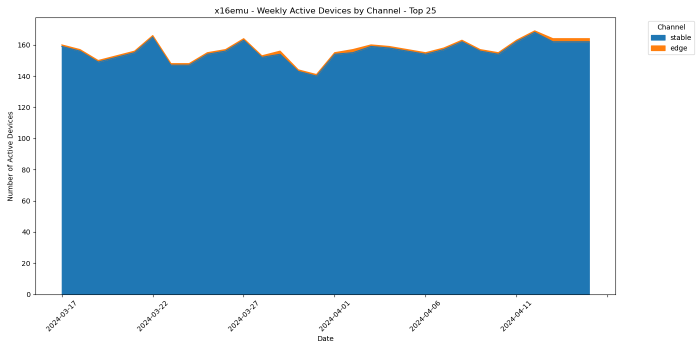 x16emu - Weekly Active Devices by Channel - Top 25
Channel
stable
edge
Number of Active Devices
160
140
120
100
80
60
40
20
0
2024-03-17
2024-03-22
2024-03-27
2024-04-01
2024-04-06
2024-04-11
Date